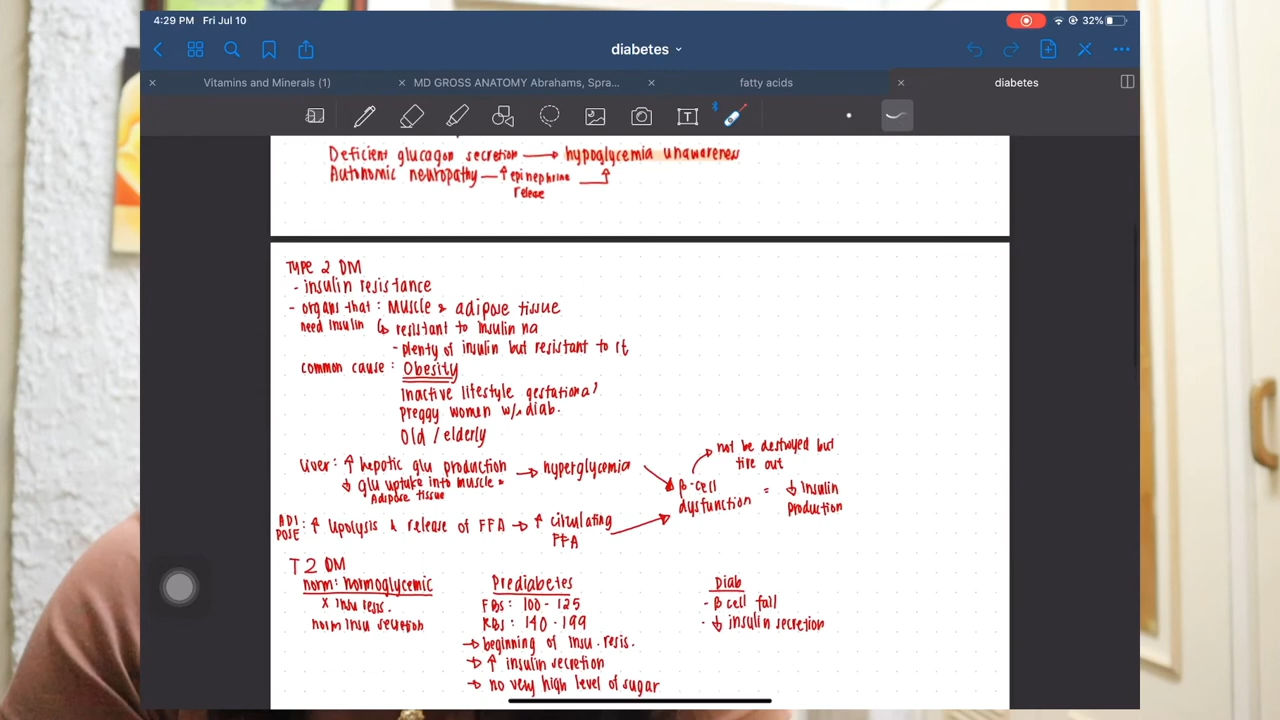 4:29 PM Fri Jul 10
32%
diabetes
Vitamins and Minerals (1)
MD GROSS ANATOMY Abrahams, Spra...
fatty acids
diabetes
Deficient glucagon secretion → hypoglycemia unawareness
Autonomic neuropathy — ↑ epinephrine
release
TYPE 2 DM
- insulin resistance
- organs that : muscle & adipose tissue
need insulin ↳ resistant to insulin na
- plenty of insulin but resistant to it
common cause : Obesity
Inactive lifestyle gestational
Preggy women w/ diab.
Old / elderly
Liver: ↑ hepatic glu production → hyperglycemia
↓ glu uptake into muscle &
Adipose tissue
ADI
POSE : ↑ lipolysis & release of FFA → ↑ circulating
FFA
not be destroyed but
tire out
β-cell
dysfunction = ↓ insulin
production
T2 DM
norm: normoglycemic
x insu resis.
norm insu secretion
Prediabetes
FBS: 100 - 125
RBS: 140 - 199
→ beginning of insu. resis.
→ ↑ insulin secretion
→ no very high level of sugar
Diab
- β cell fail
- ↓ insulin secretion